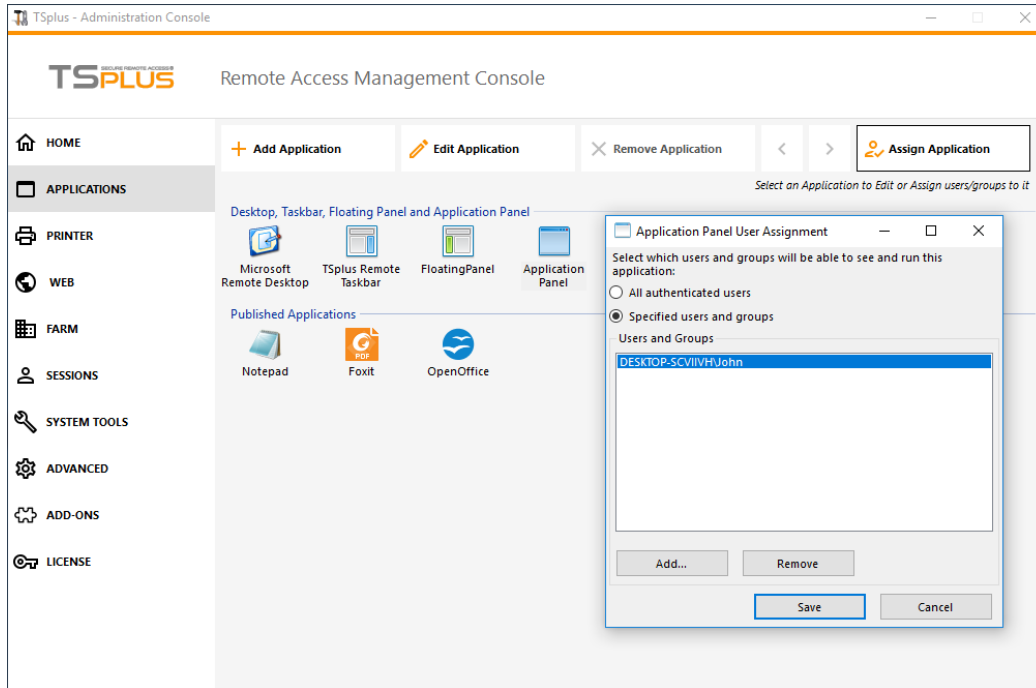 TSplus - Administration Console
SECURE REMOTE ACCESS
TSPLUS
Remote Access Management Console
HOME
APPLICATIONS
PRINTER
WEB
FARM
SESSIONS
SYSTEM TOOLS
ADVANCED
ADD-ONS
LICENSE
Add Application
Edit Application
Remove Application
Assign Application
Select an Application to Edit or Assign users/groups to it
Desktop, Taskbar, Floating Panel and Application Panel
Microsoft
Remote Desktop
TSplus Remote
Taskbar
FloatingPanel
Application
Panel
Published Applications
Notepad
PDF
Foxit
OpenOffice
Application Panel User Assignment
Select which users and groups will be able to see and run this
application:
All authenticated users
Specified users and groups
Users and Groups
DESKTOP-SCVIIVH\John
Add...
Remove
Save
Cancel